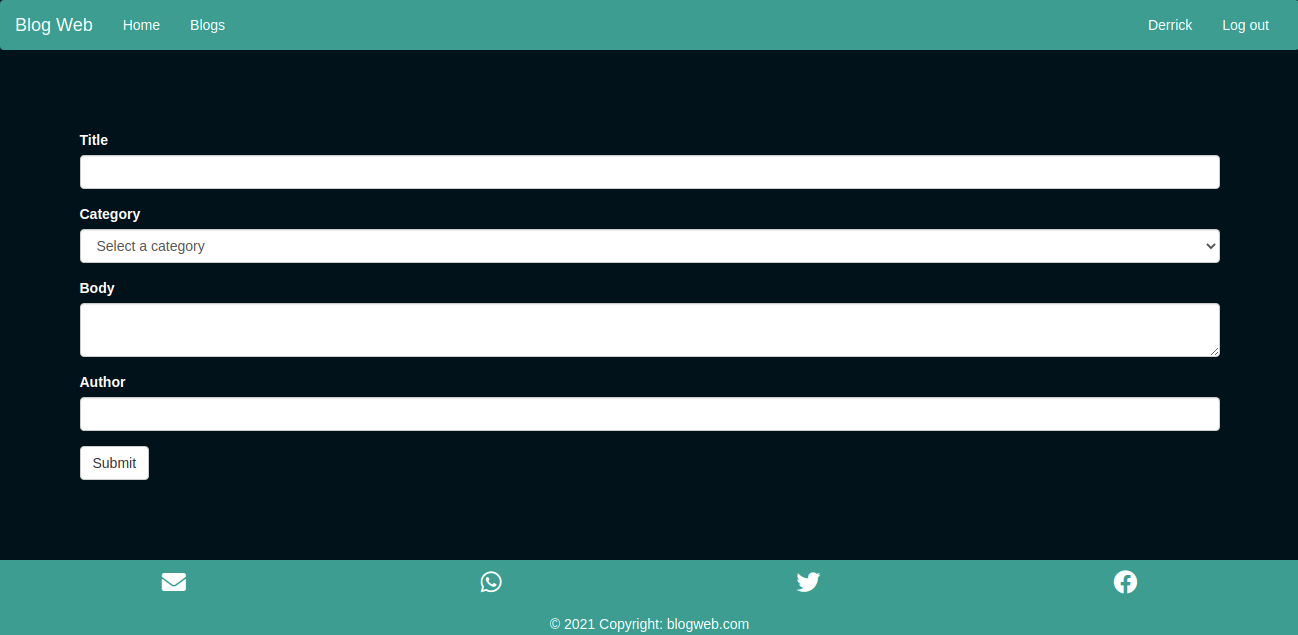 Blog Web Home Blogs Derrick Log out
Title
Category
Select a category
Body
Author
Submit
© 2021 Copyright: blogweb.com